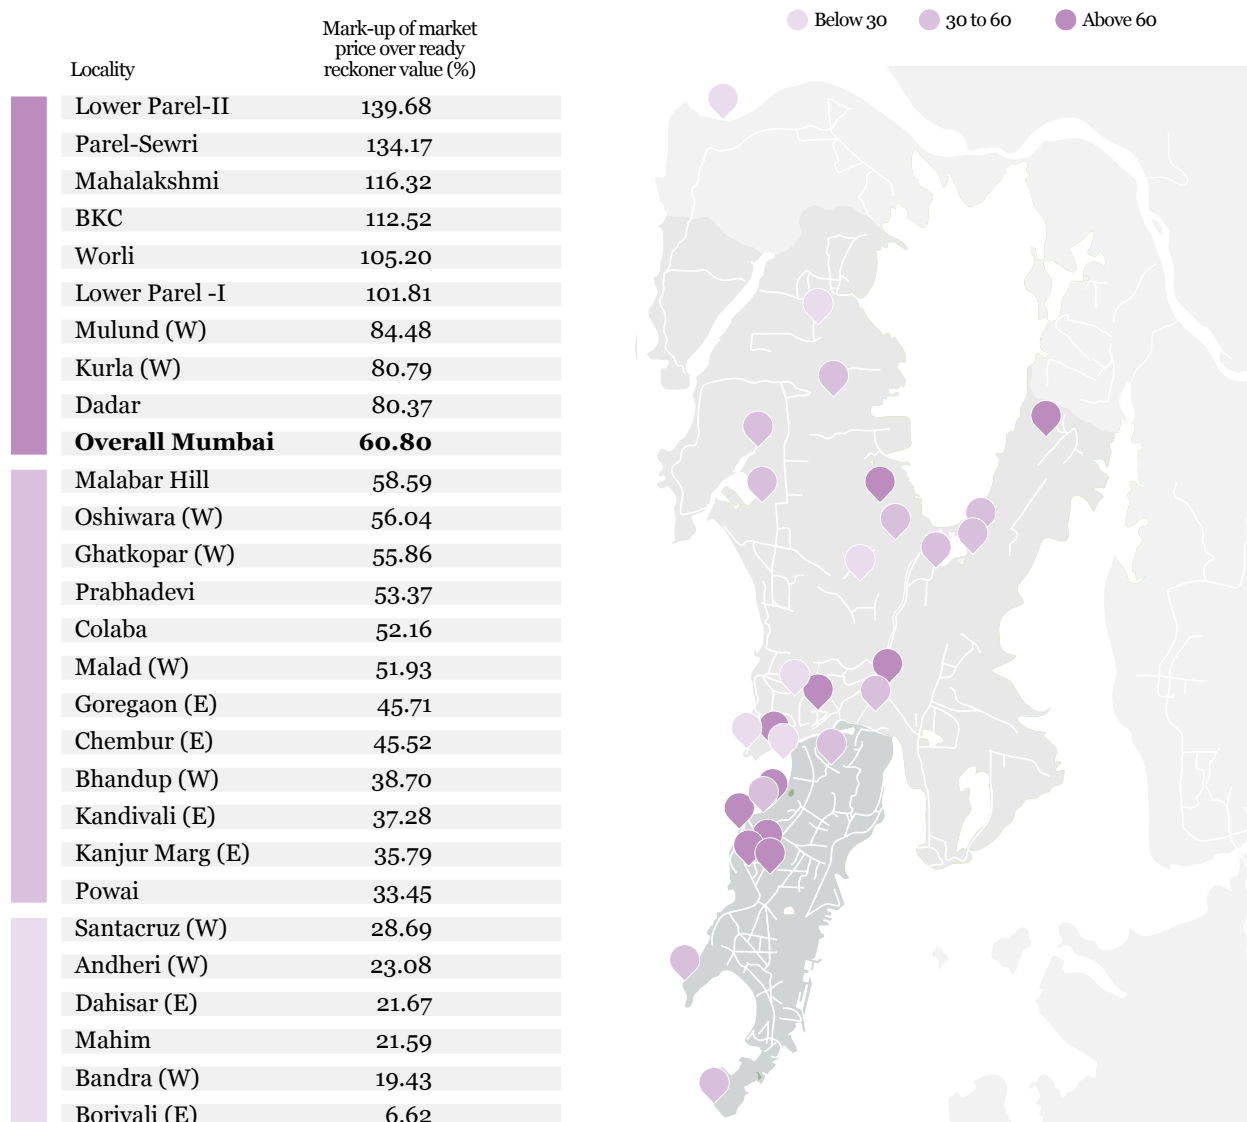 Below 30
30 to 60
Above 60
Locality
Mark-up of market
price over ready
reckoner value (%)
Lower Parel-II 139.68
Parel-Sewri 134.17
Mahalakshmi 116.32
BKC 112.52
Worli 105.20
Lower Parel -I 101.81
Mulund (W) 84.48
Kurla (W) 80.79
Dadar 80.37
Overall Mumbai 60.80
Malabar Hill 58.59
Oshiwara (W) 56.04
Ghatkopar (W) 55.86
Prabhadevi 53.37
Colaba 52.16
Malad (W) 51.93
Goregaon (E) 45.71
Chembur (E) 45.52
Bhandup (W) 38.70
Kandivali (E) 37.28
Kanjur Marg (E) 35.79
Powai 33.45
Santacruz (W) 28.69
Andheri (W) 23.08
Dahisar (E) 21.67
Mahim 21.59
Bandra (W) 19.43
Borivali (E) 6.62